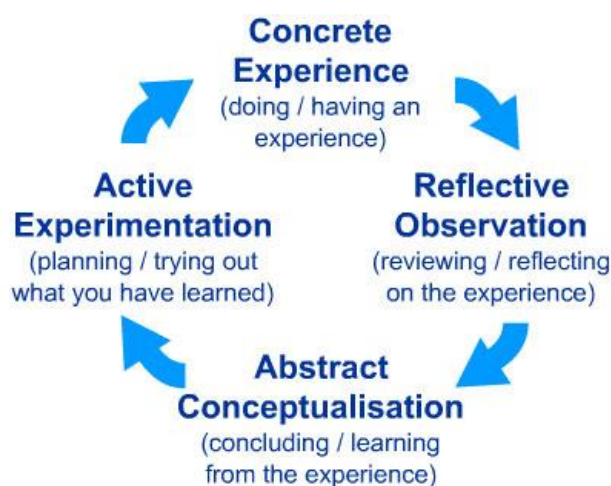 Concrete
Experience
(doing / having an
experience)
Reflective
Observation
(reviewing / reflecting
on the experience)
Abstract
Conceptualisation
(concluding / learning
from the experience)
Active
Experimentation
(planning / trying out
what you have learned)